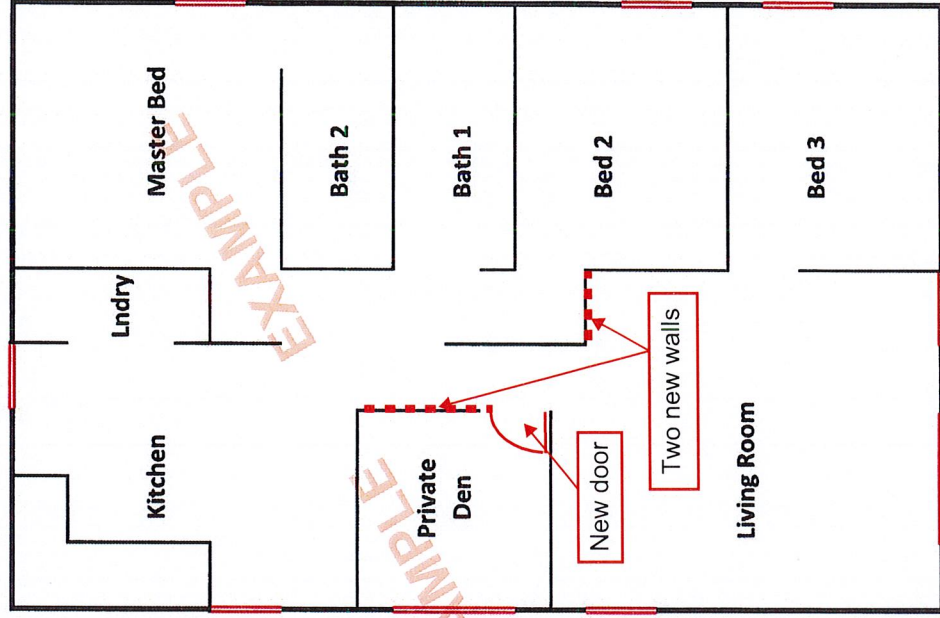 Lndry
Kitchen
Master Bed
EXAMPLE
Bath 2
AMPLE
Private
Den
Bath 1
New door
Bed 2
Two new walls
Living Room
Bed 3